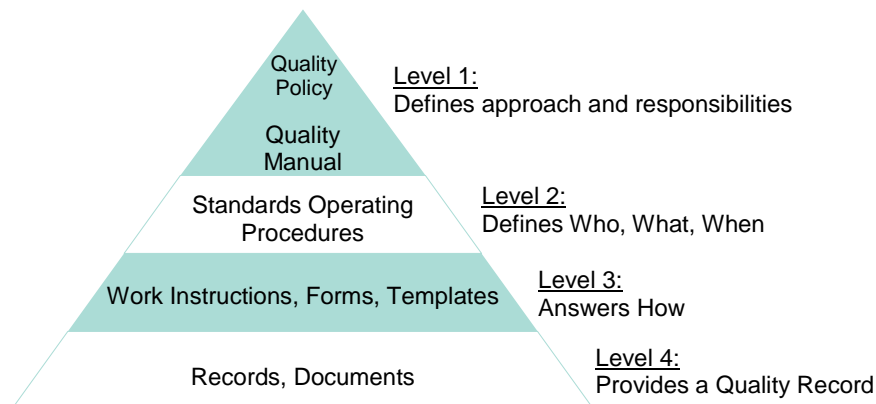 Quality
Policy
Level 1:
Defines approach and responsibilities
Quality
Manual
Standards Operating
Procedures
Level 2:
Defines Who, What, When
Work Instructions, Forms, Templates
Level 3:
Answers How
Records, Documents
Level 4:
Provides a Quality Record